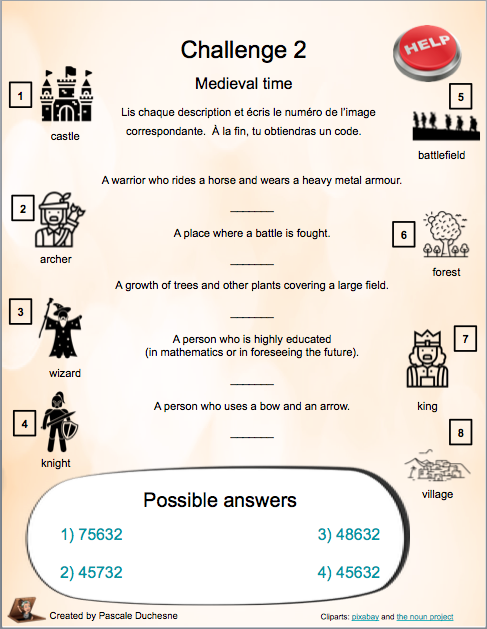 Challenge 2
HELP
Medieval time
1
castle
5
battlefield
Lis chaque description et écris le numéro de l'image
correspondante. À la fin, tu obtiendras un code.
A warrior who rides a horse and wears a heavy metal armour.
_______
2
archer
A place where a battle is fought.
_______
6
forest
A growth of trees and other plants covering a large field.
_______
3
wizard
A person who is highly educated
(in mathematics or in foreseeing the future).
_______
7
king
A person who uses a bow and an arrow.
_______
4
knight
8
village
Possible answers
1) 75632
3) 48632
2) 45732
4) 45632
Created by Pascale Duchesne
Cliparts: pixabay and the noun project